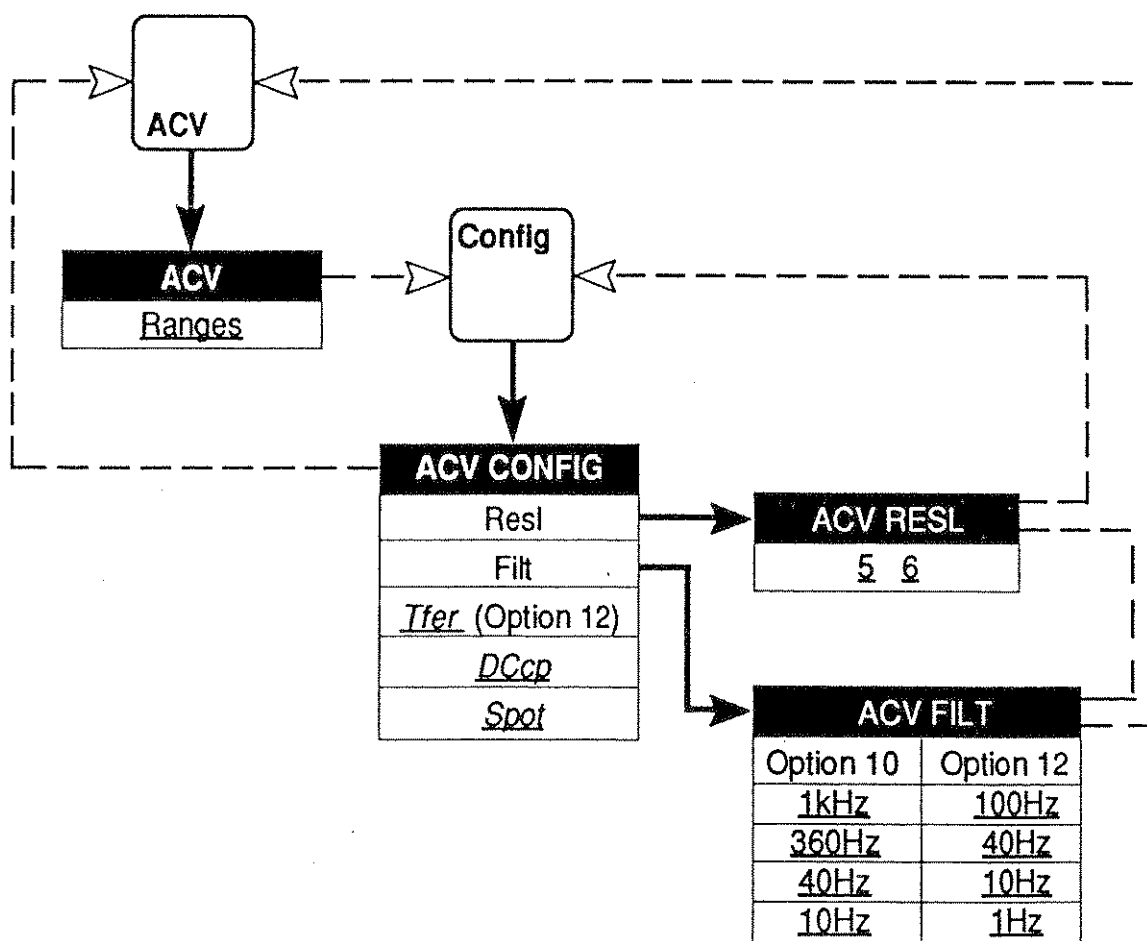 ACV
ACV
Ranges
Config
ACV CONFIG
Resl
Filt
Tfer (Option 12)
DCcp
Spot
ACV RESL
5 6
ACV FILT
Option 10 Option 12
1kHz 100Hz
360Hz 40Hz
40Hz 10Hz
10Hz 1Hz